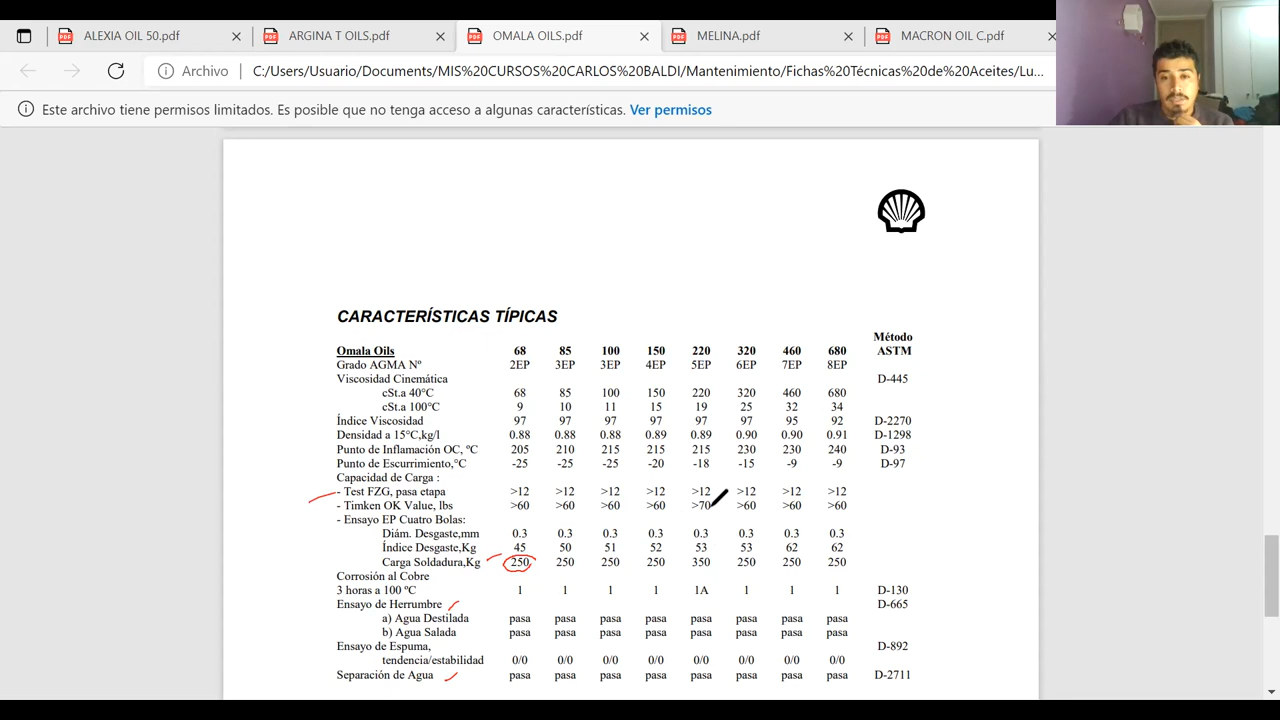 ALEXIA OIL 50.pdf ARGINA T OILS.pdf OMALA OILS.pdf MELINA.pdf MACRON OIL C.pdf
Archivo C:/Users/Usuario/Documents/MIS%20CURSOS%20CARLOS%20BALDI/Mantenimiento/Fichas%20Técnicas%20de%20Aceites/Lu...
Este archivo tiene permisos limitados. Es posible que no tenga acceso a algunas características. Ver permisos
CARACTERÍSTICAS TÍPICAS
Método
Omala Oils 68 85 100 150 220 320 460 680 ASTM
Grado AGMA Nº 2EP 3EP 3EP 4EP 5EP 6EP 7EP 8EP
Viscosidad Cinemática D-445
cSt.a 40°C 68 85 100 150 220 320 460 680
cSt.a 100°C 9 10 11 15 19 25 32 34
Índice Viscosidad 97 97 97 97 97 97 95 92 D-2270
Densidad a 15°C,kg/l 0.88 0.88 0.88 0.89 0.89 0.90 0.90 0.91 D-1298
Punto de Inflamación OC, ºC 205 210 215 215 215 230 230 240 D-93
Punto de Escurrimiento,°C -25 -25 -25 -20 -18 -15 -9 -9 D-97
Capacidad de Carga :
- Test FZG, pasa etapa >12 >12 >12 >12 >12 >12 >12 >12
- Timken OK Value, lbs >60 >60 >60 >60 >70 >60 >60 >60
- Ensayo EP Cuatro Bolas:
Diám. Desgaste,mm 0.3 0.3 0.3 0.3 0.3 0.3 0.3 0.3
Índice Desgaste,Kg 45 50 51 52 53 53 62 62
Carga Soldadura,Kg 250 250 250 250 350 250 250 250
Corrosión al Cobre
3 horas a 100 ºC 1 1 1 1 1A 1 1 1 D-130
Ensayo de Herrumbre D-665
a) Agua Destilada pasa pasa pasa pasa pasa pasa pasa pasa
b) Agua Salada pasa pasa pasa pasa pasa pasa pasa pasa
Ensayo de Espuma, D-892
tendencia/estabilidad 0/0 0/0 0/0 0/0 0/0 0/0 0/0 0/0
Separación de Agua pasa pasa pasa pasa pasa pasa pasa pasa D-2711